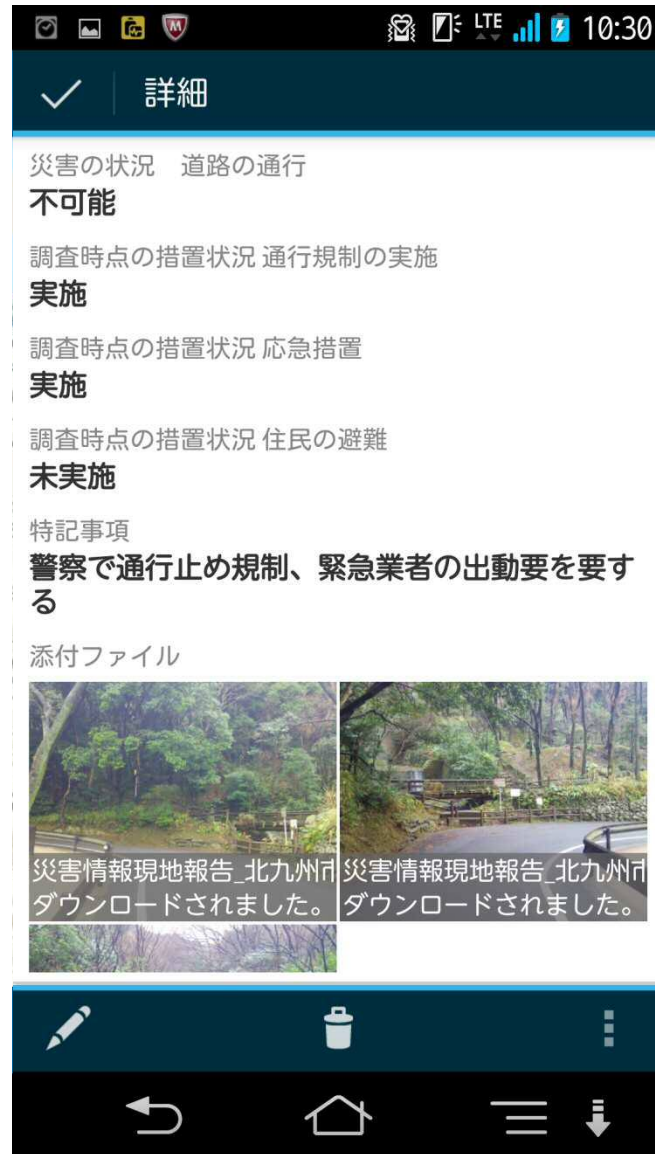 LTE 10:30
詳細
災害の状況　道路の通行
不可能
調査時点の措置状況 通行規制の実施
実施
調査時点の措置状況 応急措置
実施
調査時点の措置状況 住民の避難
未実施
特記事項
警察で通行止め規制、緊急業者の出動要を要す
る
添付ファイル
災害情報現地報告_北九州市
ダウンロードされました。
災害情報現地報告_北九州市
ダウンロードされました。